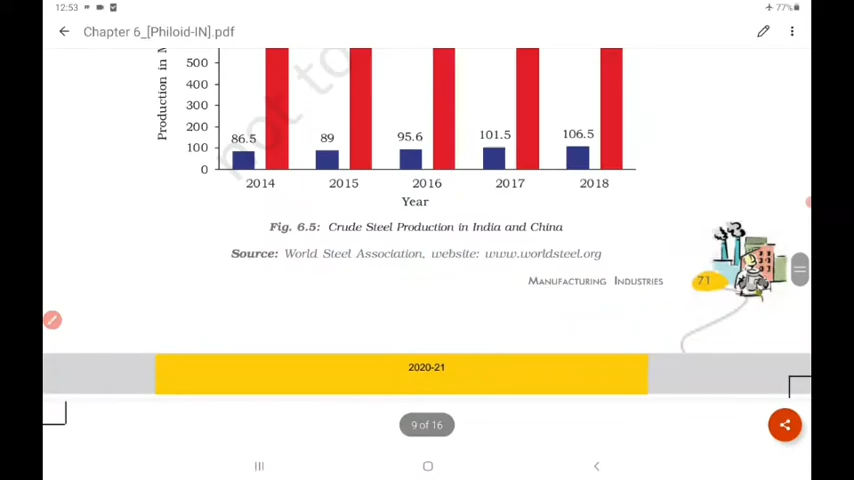 12:53
77%
Chapter 6_[Philoid-IN].pdf
Production in M
500
400
300
200
100
0
86.5
89
95.6
101.5
106.5
not to
2014 2015 2016 2017 2018
Year
Fig. 6.5: Crude Steel Production in India and China
Source: World Steel Association, website: www.worldsteel.org
MANUFACTURING INDUSTRIES 71
2020-21
9 of 16